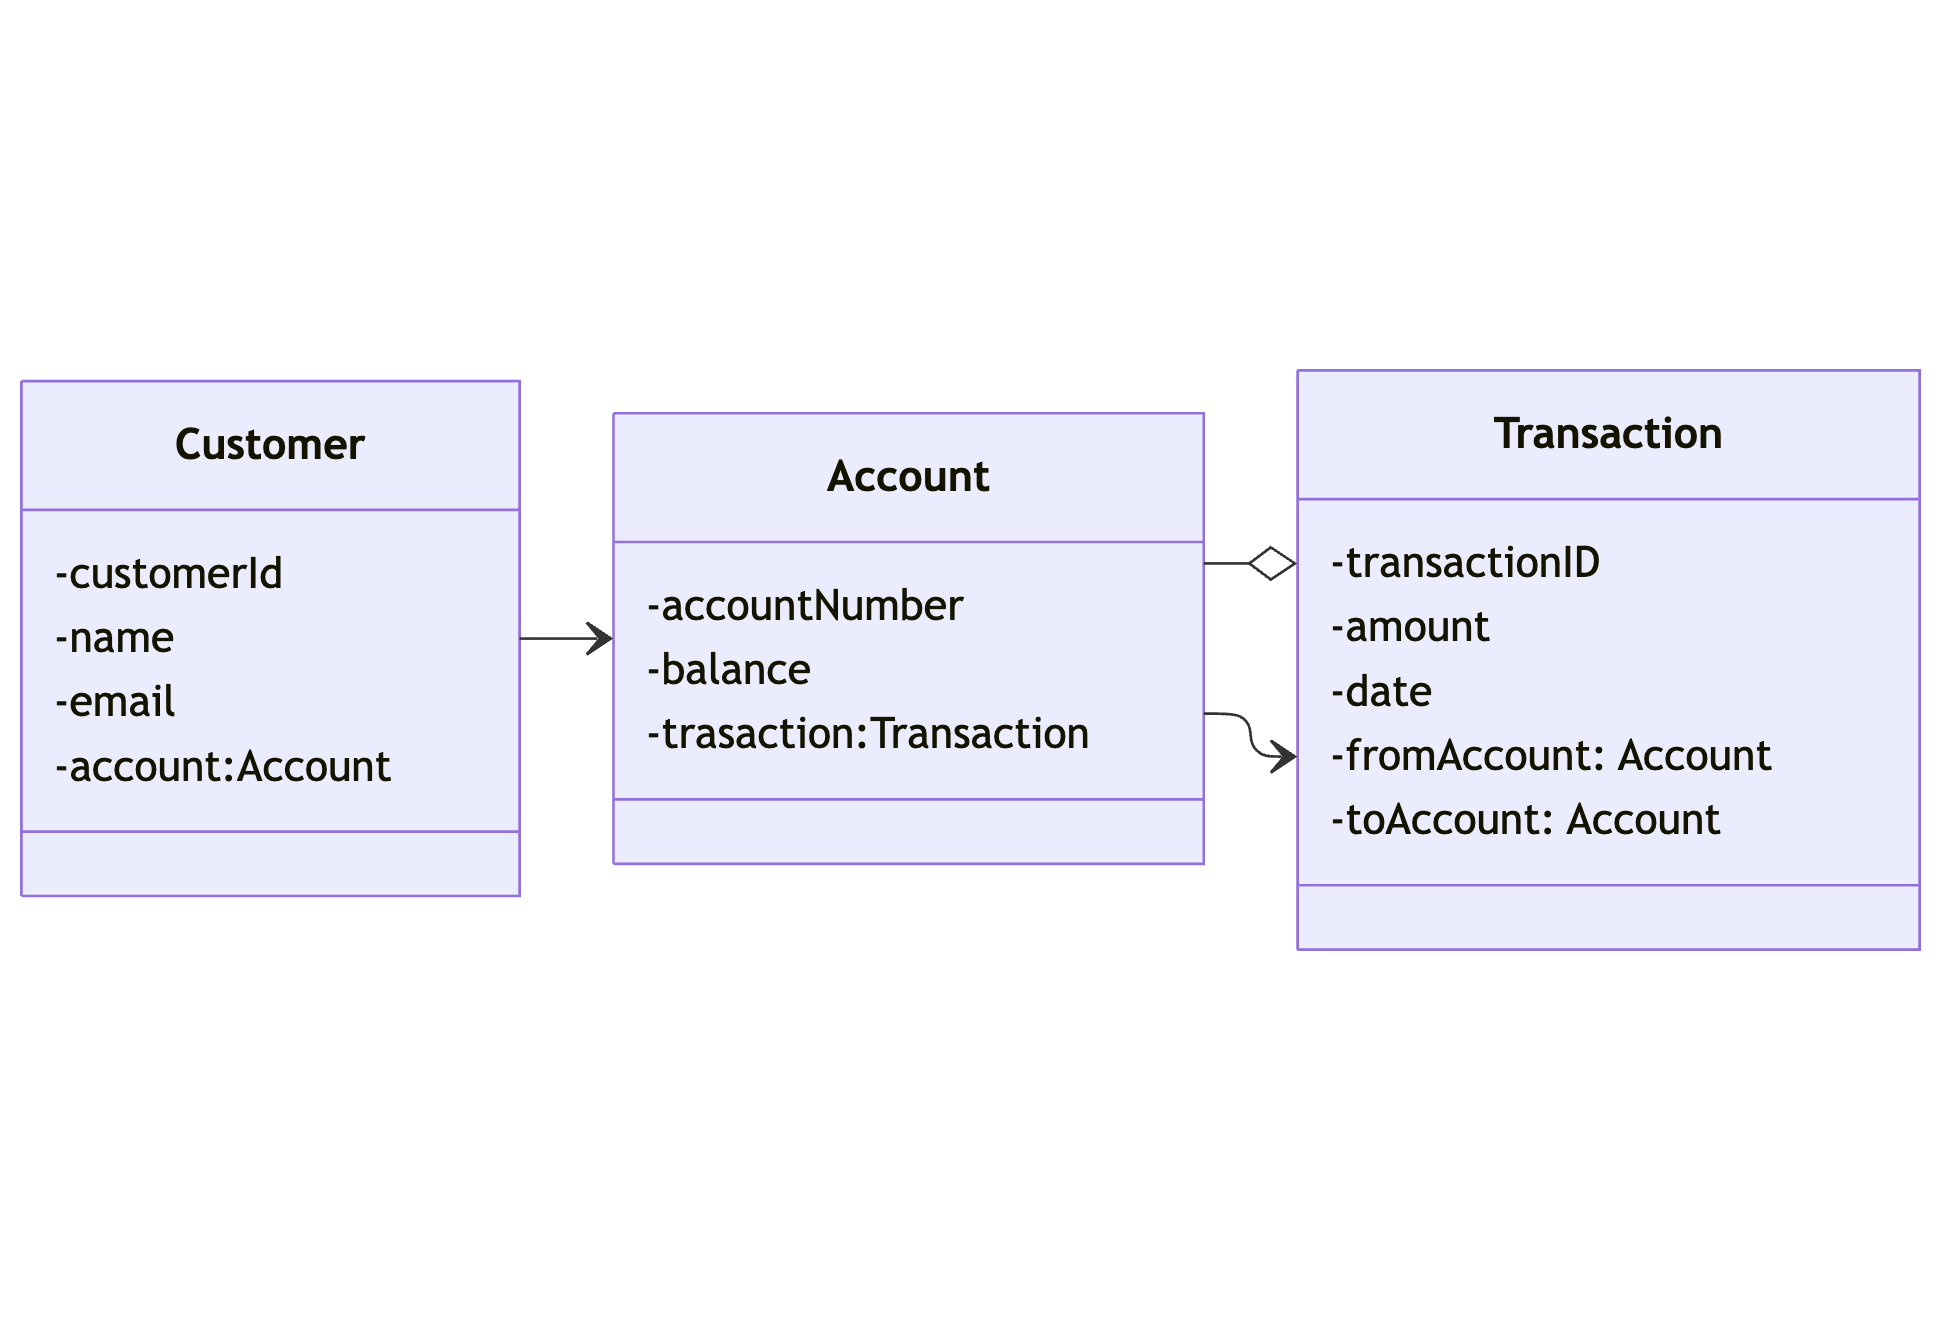 Customer
-customerId
-name
-email
-account:Account
Account
-accountNumber
-balance
-trasaction:Transaction
Transaction
-transactionID
-amount
-date
-fromAccount: Account
-toAccount: Account